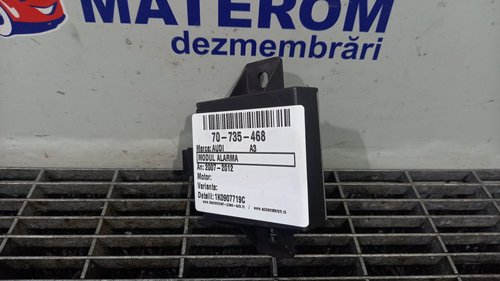 MATEROM
dezmembrări
70-735-468
Marca: AUDI A3
MODUL ALARMA
An: 2007-2012
Motor:
Varianta:
Detalii: 1K0907719C